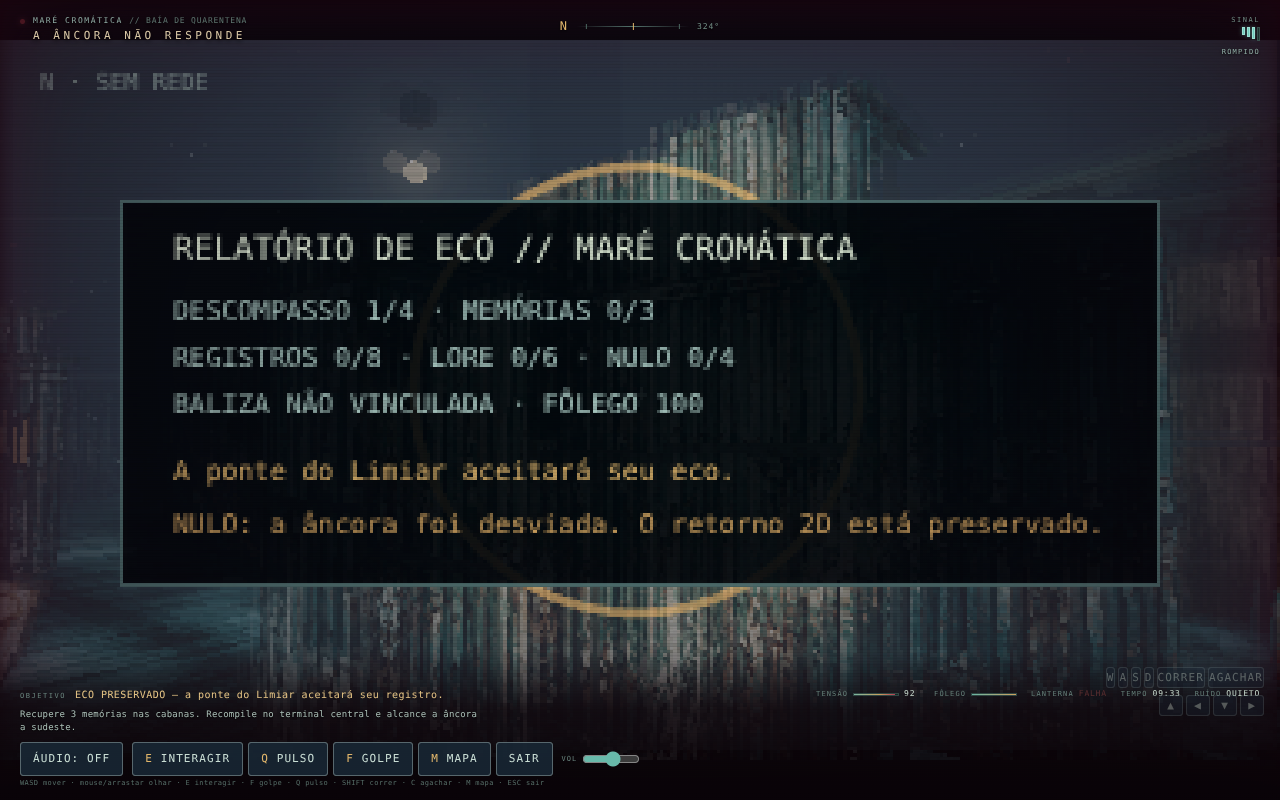 MARÉ CROMÁTICA // BAÍA DE QUARENTENA
A ÂNCORA NÃO RESPONDE
N 324°
SINAL
ROMPIDO
N · SEM REDE
RELATÓRIO DE ECO // MARÉ CROMÁTICA
DESCOMPASSO 1/4 · MEMÓRIAS 0/3
REGISTROS 0/8 · LORE 0/6 · NULO 0/4
BALIZA NÃO VINCULADA · FÔLEGO 100
A ponte do Limiar aceitará seu eco.
NULO: a âncora foi desviada. O retorno 2D está preservado.
W A S D CORRER AGACHAR
▲ ◀ ▼ ▶
OBJETIVO ECO PRESERVADO — a ponte do Limiar aceitará seu registro.
TENSÃO 92 FÔLEGO LANTERNA FALHA TEMPO 09:33 RUÍDO QUIETO
Recupere 3 memórias nas cabanas. Recompile no terminal central e alcance a âncora
a sudeste.
ÁUDIO: OFF E INTERAGIR Q PULSO F GOLPE M MAPA SAIR VOL
WASD mover · mouse/arrastar olhar · E interagir · F golpe · Q pulso · SHIFT correr · C agachar · M mapa · ESC sair